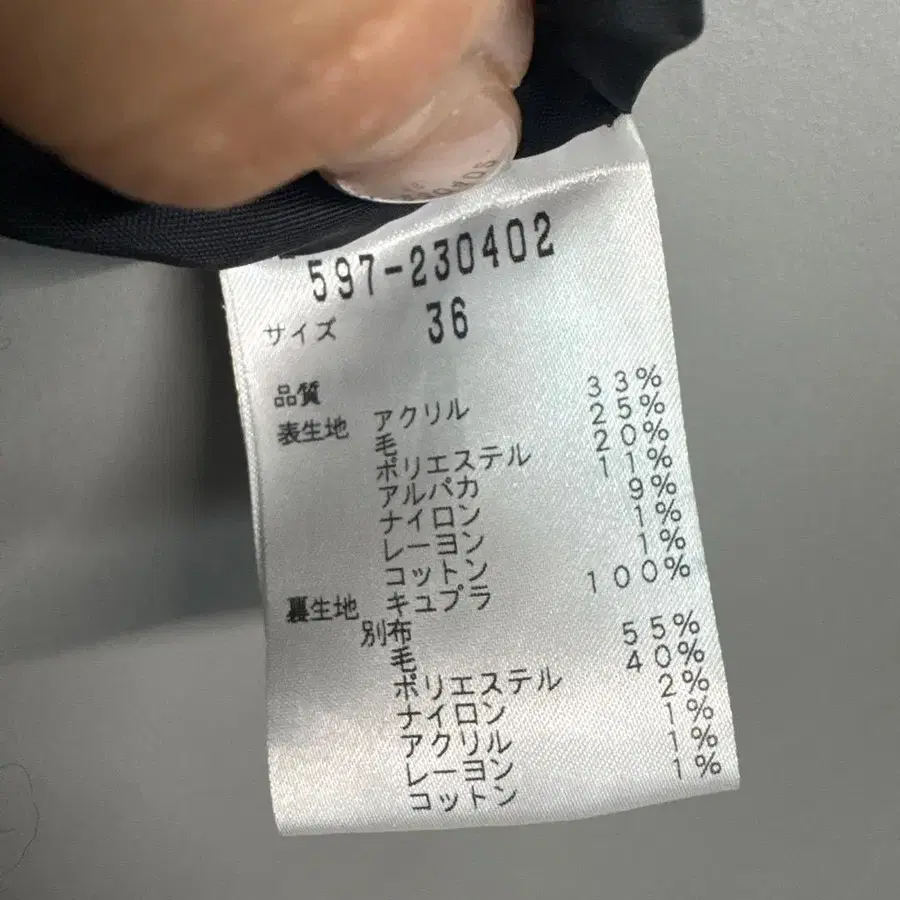 597-230402
サイズ 36
品質
表生地 アクリル 33%
毛 25%
ポリエステル 20%
アルパカ 11%
ナイロン 9%
レーヨン 1%
コットン 1%
裏生地 キュプラ 100%
別布
毛 55%
ポリエステル 40%
ナイロン 2%
アクリル 1%
レーヨン 1%
コットン 1%